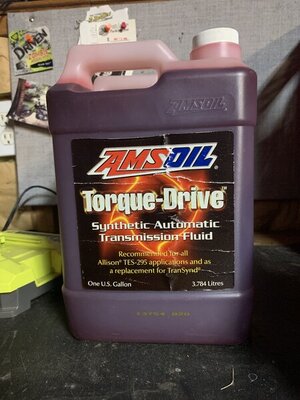 DRIVEN
AMSOIL
AMSOIL
Torque-Drive®
Synthetic Automatic
Transmission Fluid
Recommended for all
Allison® TES-295 applications and as
a replacement for TranSynd®
One U.S. Gallon 3.784 Litres